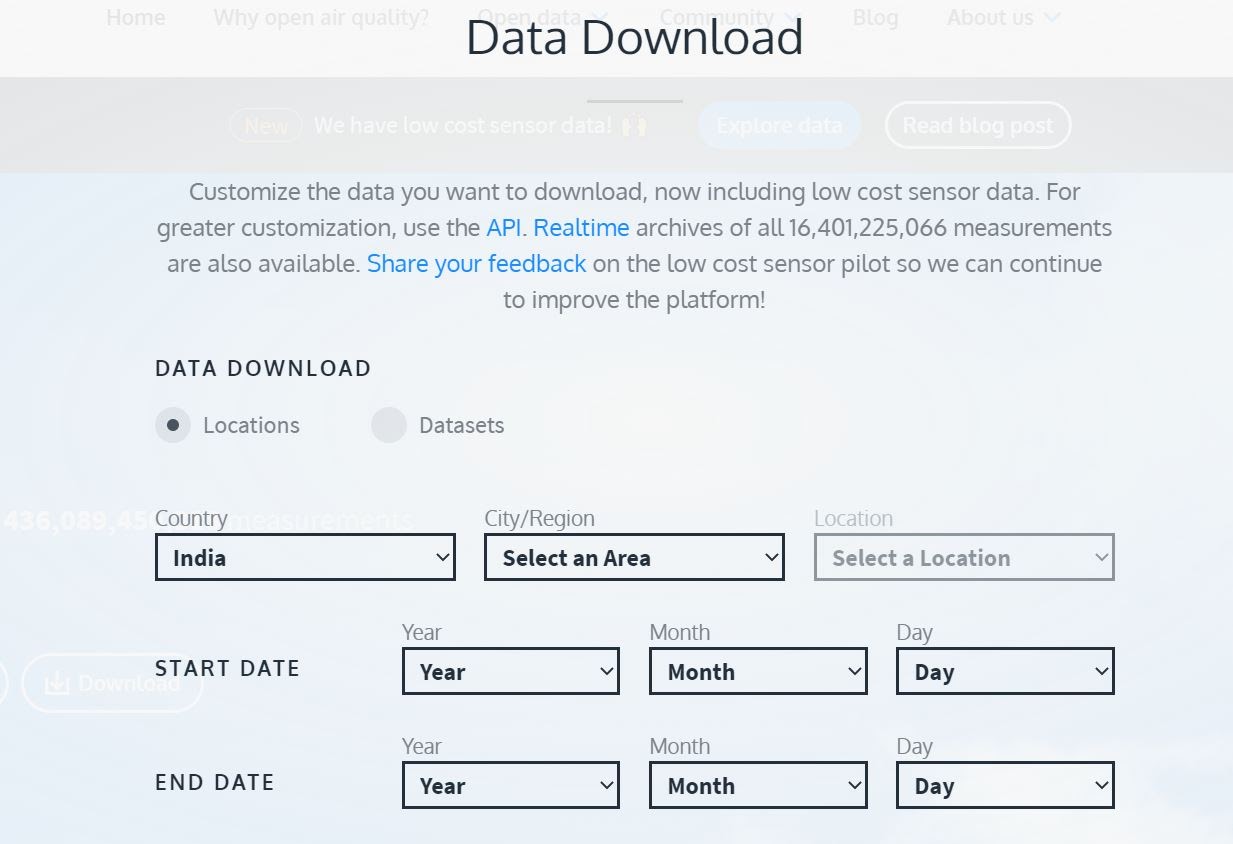 Home Why open air quality? Open data Community Blog About us
Data Download
New We have low cost sensor data! 🙌 Explore data Read blog post
Customize the data you want to download, now including low cost sensor data. For
greater customization, use the API. Realtime archives of all 16,401,225,066 measurements
are also available. Share your feedback on the low cost sensor pilot so we can continue
to improve the platform!
DATA DOWNLOAD
Locations Datasets
measurements
Country City/Region Location
India Select an Area Select a Location
Year Month Day
START DATE Year Month Day
Download
Year Month Day
END DATE Year Month Day